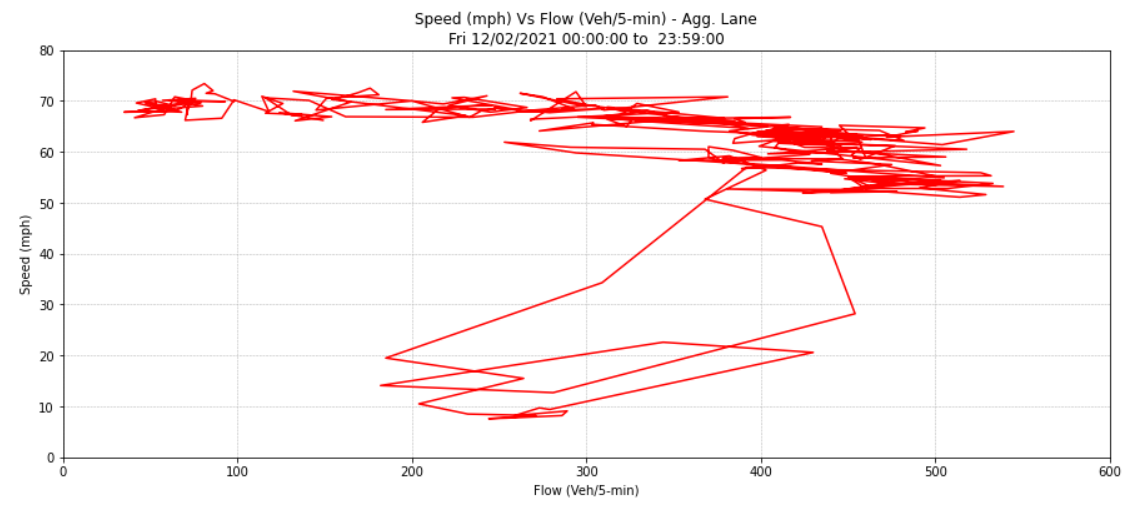 Speed (mph) Vs Flow (Veh/5-min) - Agg. Lane
Fri 12/02/2021 00:00:00 to  23:59:00
80
70
60
50
40
30
20
10
0
Speed (mph)
0 100 200 300 400 500 600
Flow (Veh/5-min)